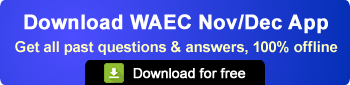 Download WAEC Nov/Dec App
Get all past questions & answers, 100% offline
Download for free